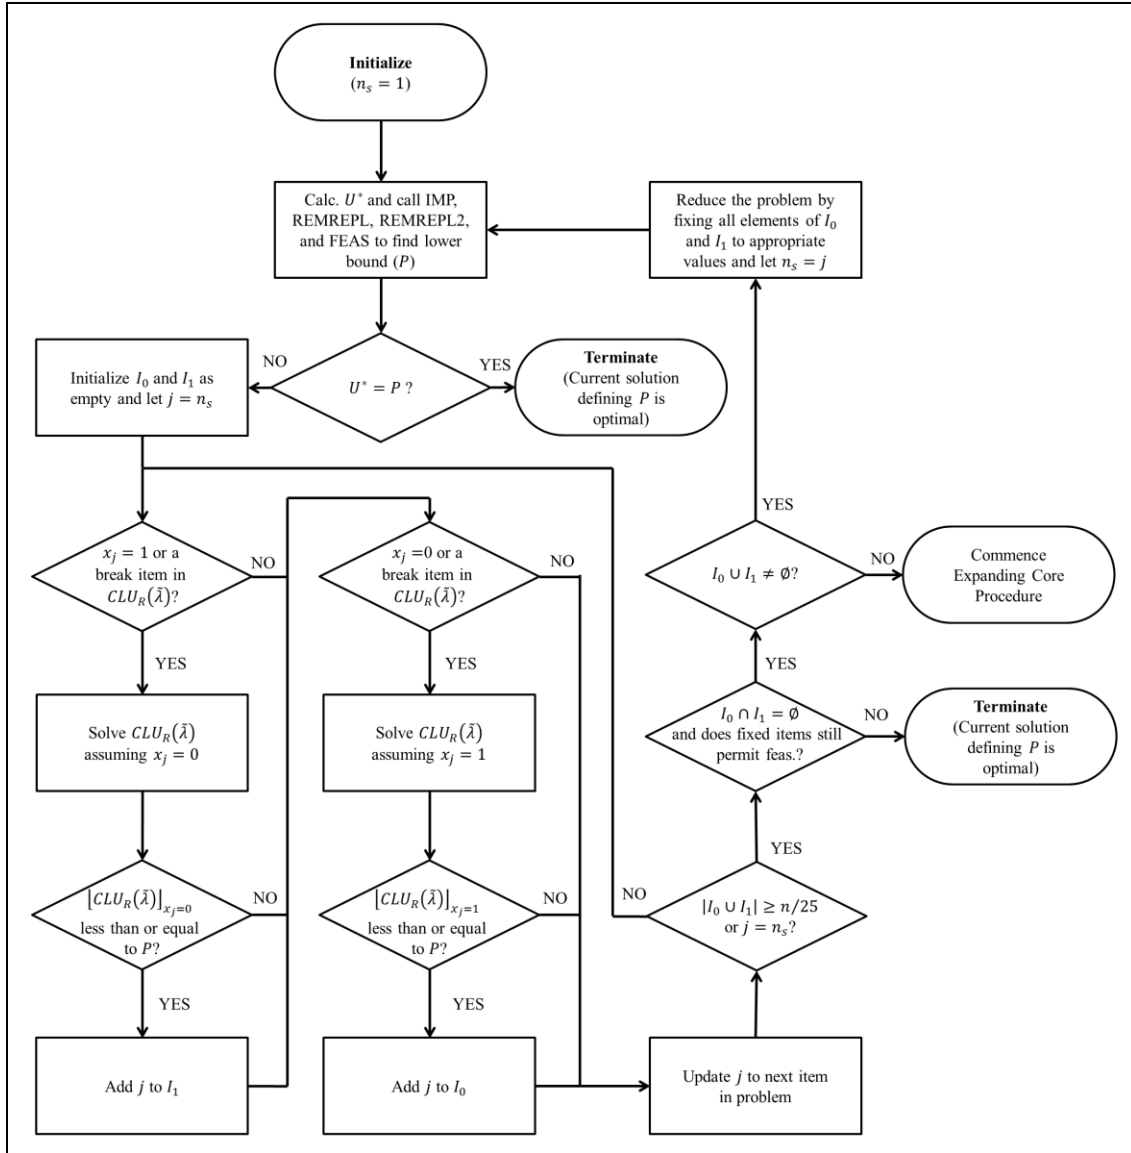 Initialize
(n_s = 1)
Calc. U* and call IMP,
REMREPL, REMREPL2,
and FEAS to find lower
bound (P)
Reduce the problem by
fixing all elements of I_0
and I_1 to appropriate
values and let n_s = j
NO
YES
U* = P ?
Initialize I_0 and I_1 as
empty and let j = n_s
Terminate
(Current solution
defining P is
optimal)
x_j = 1 or a
break item in
CLU_R(λ̃)?
NO
YES
x_j =0 or a
break item in
CLU_R(λ̃)?
NO
YES
YES
I_0 ∪ I_1 ≠ ∅?
NO
Commence
Expanding Core
Procedure
YES
Solve CLU_R(λ̃)
assuming x_j = 0
Solve CLU_R(λ̃)
assuming x_j = 1
I_0 ∩ I_1 = ∅
and does fixed items still
permit feas.?
NO
Terminate
(Current solution
defining P is
optimal)
YES
⌊CLU_R(λ̃)⌋_{x_j=0}
less than or equal
to P?
NO
YES
⌊CLU_R(λ̃)⌋_{x_j=1}
less than or equal
to P?
NO
YES
NO
|I_0 ∪ I_1| ≥ n/25
or j = n_s?
Add j to I_1
Add j to I_0
Update j to next item
in problem